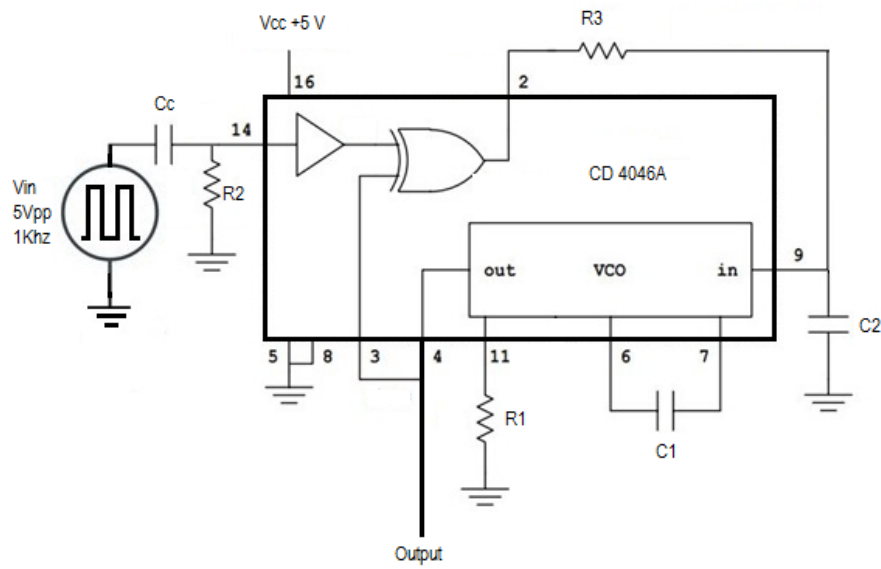 Vcc +5 V
R3
16
2
Cc
14
CD 4046A
Vin
5Vpp
1Khz
R2
9
out
VCO
in
C2
5
8
3
4
11
6
7
R1
C1
Output